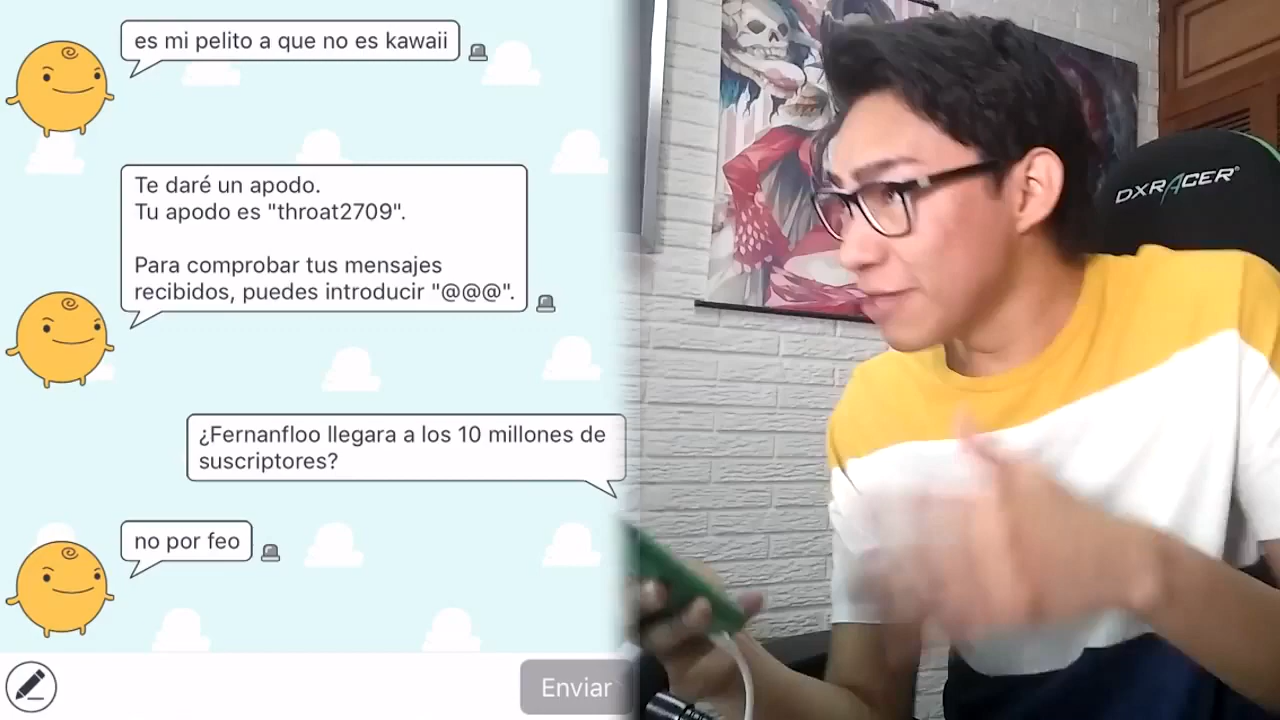 es mi pelito a que no es kawaii
Te daré un apodo.
Tu apodo es "throat2709".
Para comprobar tus mensajes
recibidos, puedes introducir "@@@".
¿Fernanfloo llegara a los 10 millones de
suscriptores?
no por feo
Enviar
DXRACER